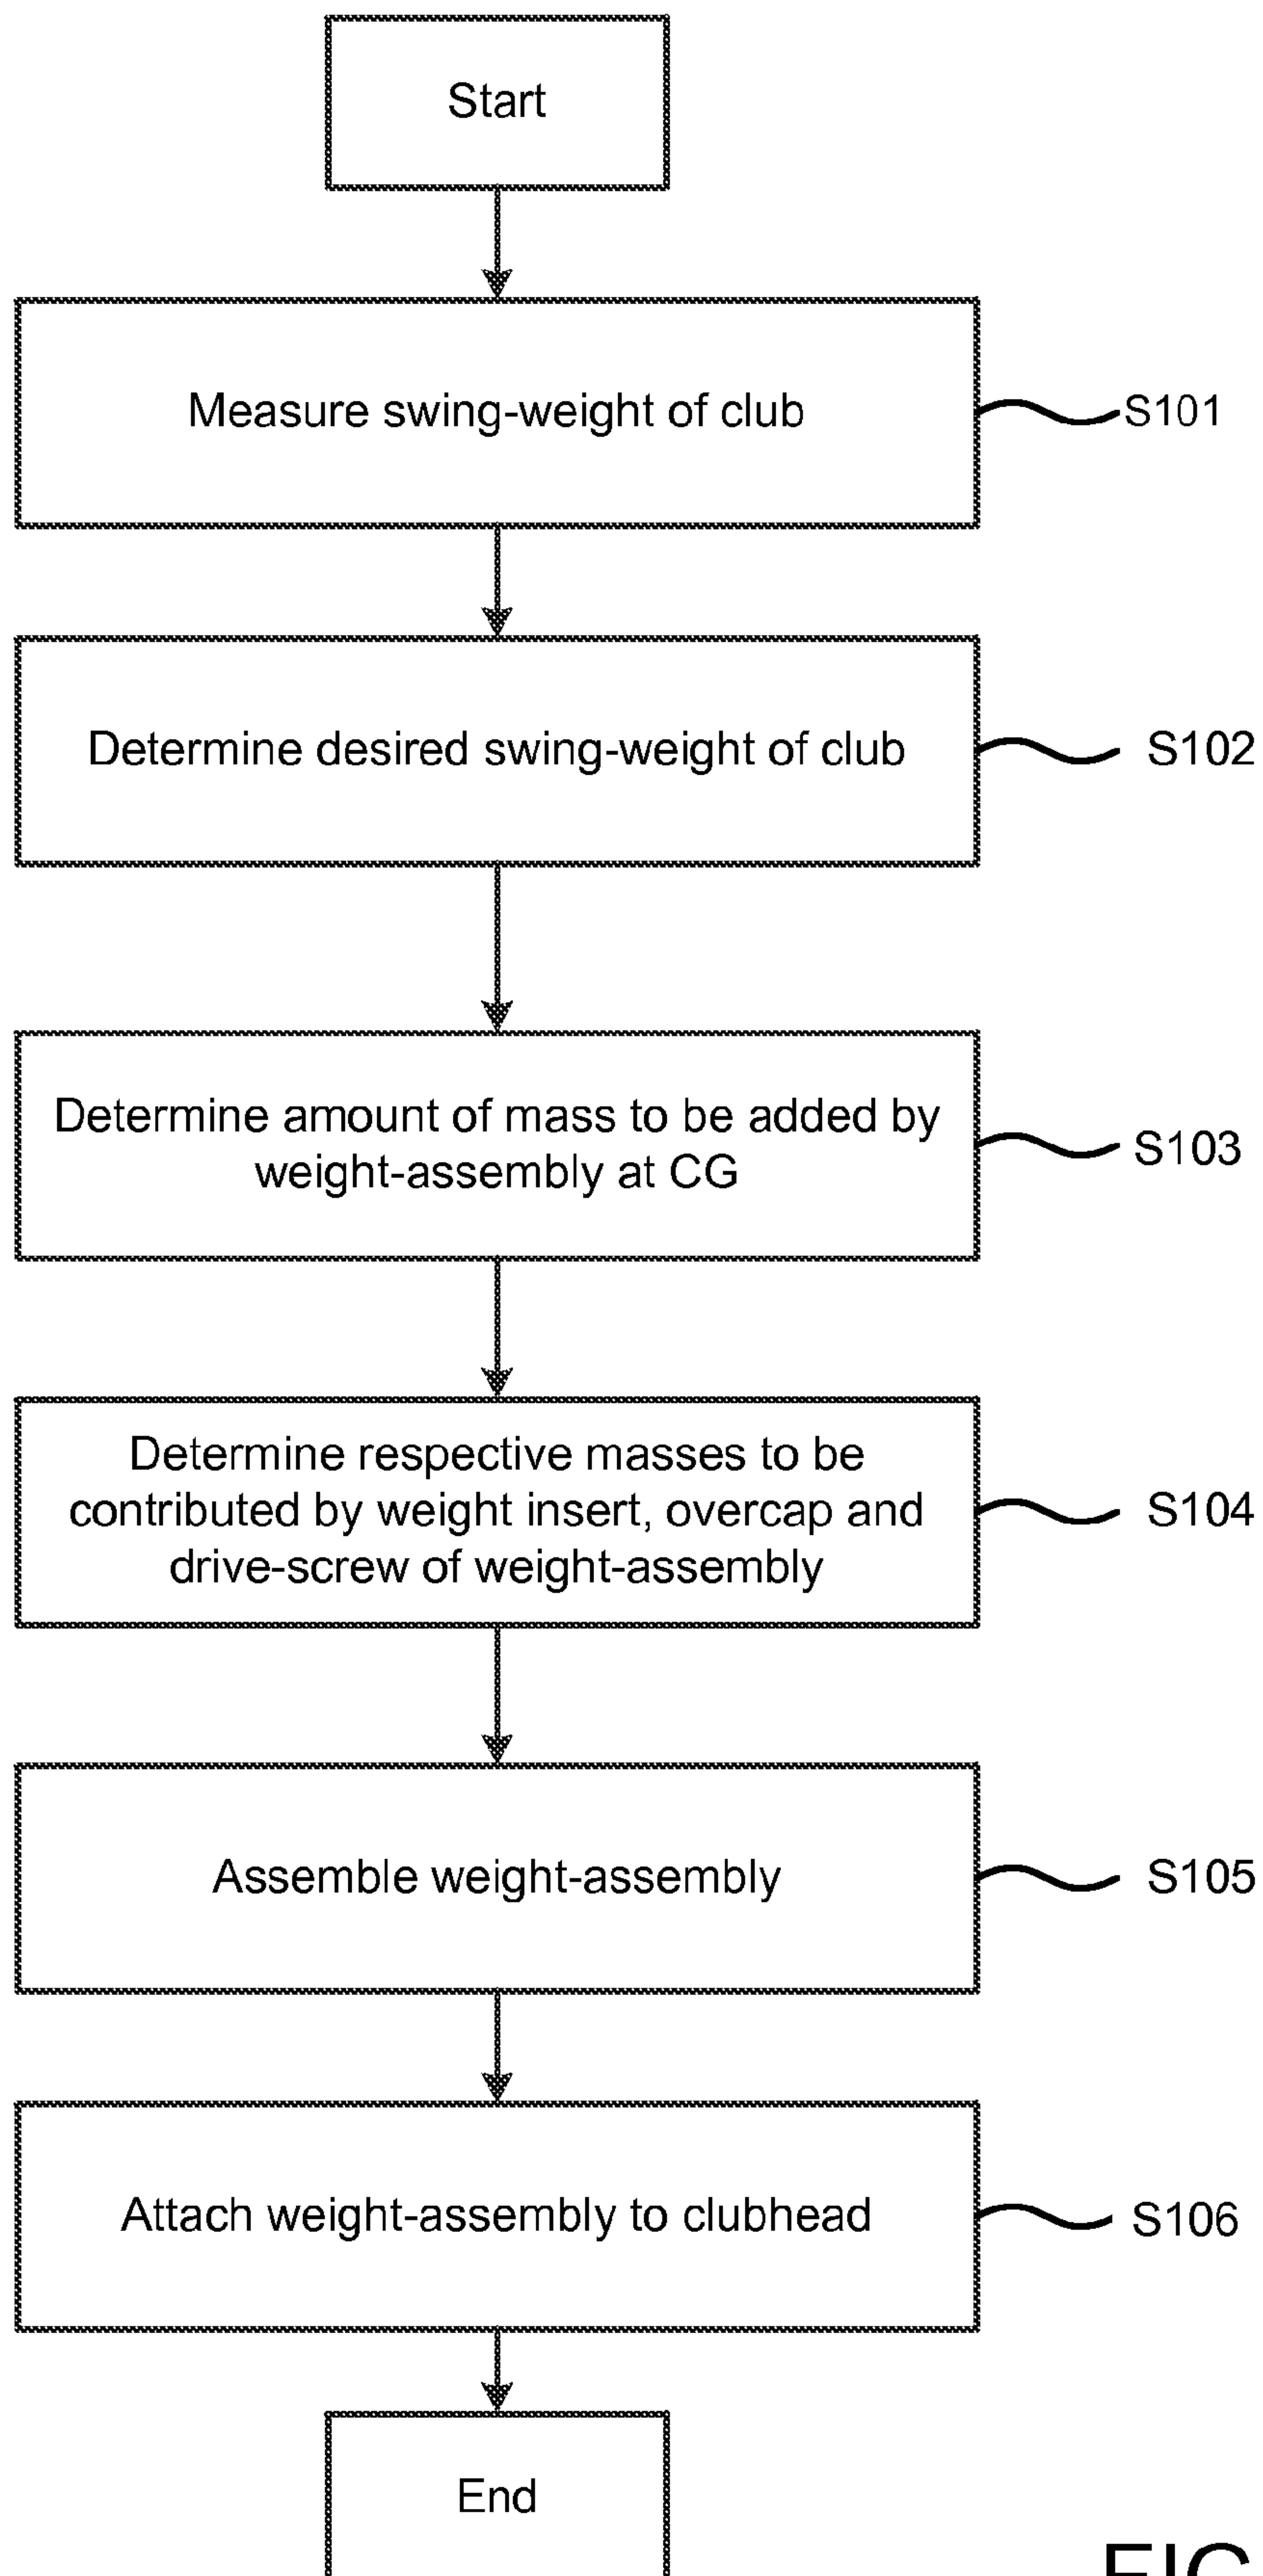 Start
Measure swing-weight of club
S101
Determine desired swing-weight of club
S102
Determine amount of mass to be added by
weight-assembly at CG
S103
Determine respective masses to be
contributed by weight insert, overcap and
drive-screw of weight-assembly
S104
Assemble weight-assembly
S105
Attach weight-assembly to clubhead
S106
End